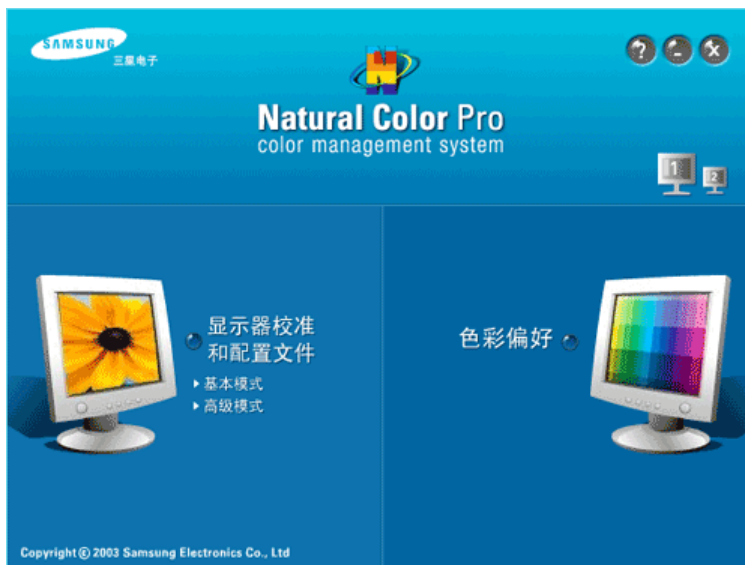 SAMSUNG
三星电子
N
Natural Color Pro
color management system
?
-
x
1
2
显示器校准
和配置文件
基本模式
高级模式
色彩偏好
Copyright © 2003 Samsung Electronics Co., Ltd